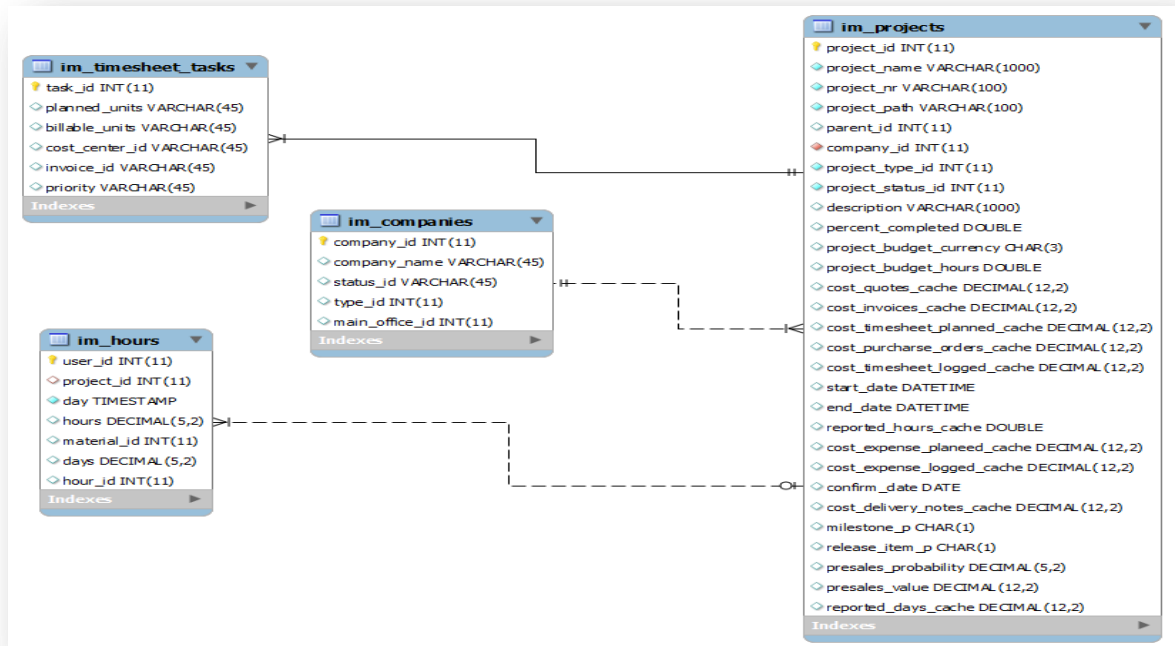 im_timesheet_tasks
task_id INT(11)
planned_units VARCHAR(45)
billable_units VARCHAR(45)
cost_center_id VARCHAR(45)
invoice_id VARCHAR(45)
priority VARCHAR(45)
Indexes
im_companies
company_id INT(11)
company_name VARCHAR(45)
status_id VARCHAR(45)
type_id INT(11)
main_office_id INT(11)
Indexes
im_hours
user_id INT(11)
project_id INT(11)
day TIMESTAMP
hours DECIMAL(5,2)
material_id INT(11)
days DECIMAL(5,2)
hour_id INT(11)
Indexes
im_projects
project_id INT(11)
project_name VARCHAR(1000)
project_nr VARCHAR(100)
project_path VARCHAR(100)
parent_id INT(11)
company_id INT(11)
project_type_id INT(11)
project_status_id INT(11)
description VARCHAR(1000)
percent_completed DOUBLE
project_budget_currency CHAR(3)
project_budget_hours DOUBLE
cost_quotes_cache DECIMAL(12,2)
cost_invoices_cache DECIMAL(12,2)
cost_timesheet_planned_cache DECIMAL(12,2)
cost_purcharse_orders_cache DECIMAL(12,2)
cost_timesheet_logged_cache DECIMAL(12,2)
start_date DATETIME
end_date DATETIME
reported_hours_cache DOUBLE
cost_expense_planeed_cache DECIMAL(12,2)
cost_expense_logged_cache DECIMAL(12,2)
confirm_date DATE
cost_delivery_notes_cache DECIMAL(12,2)
milestone_p CHAR(1)
release_item_p CHAR(1)
presales_probability DECIMAL(5,2)
presales_value DECIMAL(12,2)
reported_days_cache DECIMAL(12,2)
Indexes